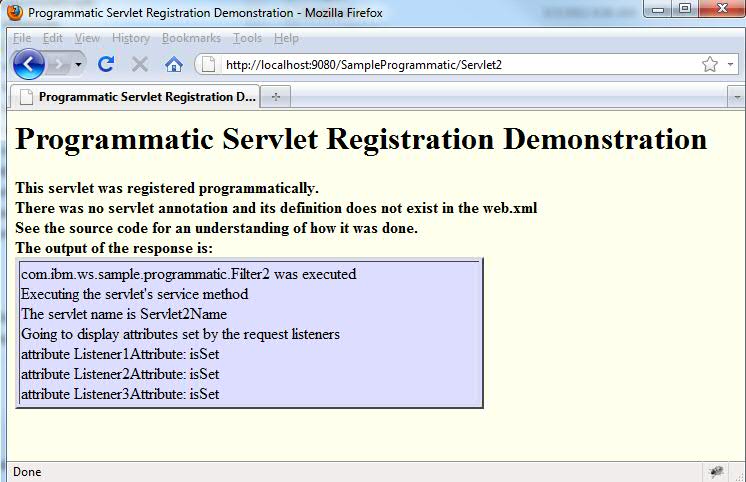 Programmatic Servlet Registration Demonstration - Mozilla Firefox
File Edit View History Bookmarks Tools Help
http://localhost:9080/SampleProgrammatic/Servlet2
Programmatic Servlet Registration D...
Programmatic Servlet Registration Demonstration
This servlet was registered programmatically.
There was no servlet annotation and its definition does not exist in the web.xml
See the source code for an understanding of how it was done.
The output of the response is:
com.ibm.ws.sample.programmatic.Filter2 was executed
Executing the servlet's service method
The servlet name is Servlet2Name
Going to display attributes set by the request listeners
attribute Listener1Attribute: isSet
attribute Listener2Attribute: isSet
attribute Listener3Attribute: isSet
Done